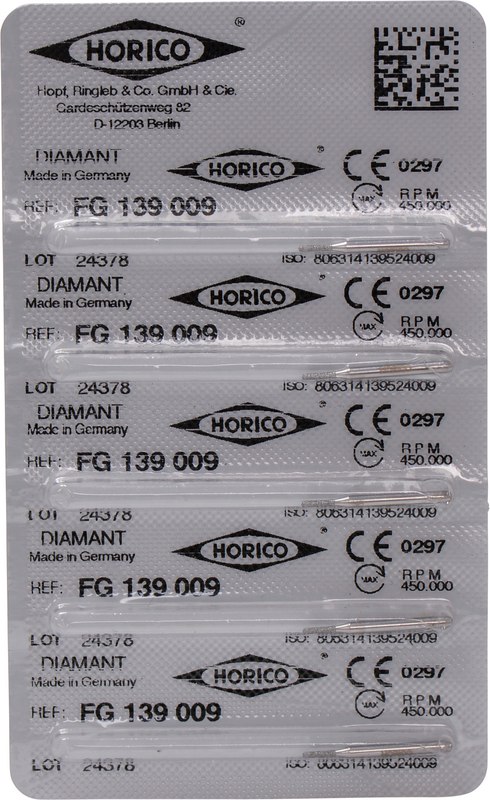 HORICO ®
Hopf, Ringleb & Co. GmbH & Cie.
Gardeschützenweg 82
D-12203 Berlin
DIAMANT HORICO ® CE 0297
Made in Germany
REF: FG 139 009 MAX RPM 450.000
LOT 24378 ISO: 806314139524009
DIAMANT HORICO ® CE 0297
Made in Germany
REF: FG 139 009 MAX RPM 450.000
LOT 24378 ISO: 806314139524009
DIAMANT HORICO ® CE 0297
Made in Germany
REF: FG 139 009 MAX RPM 450.000
LOT 24378 ISO: 806314139524009
DIAMANT HORICO ® CE 0297
Made in Germany
REF: FG 139 009 MAX RPM 450.000
LOT 24378 ISO: 806314139524009
DIAMANT HORICO ® CE 0297
Made in Germany
REF: FG 139 009 MAX RPM 450.000
LOT 24378 ISO: 806314139524009